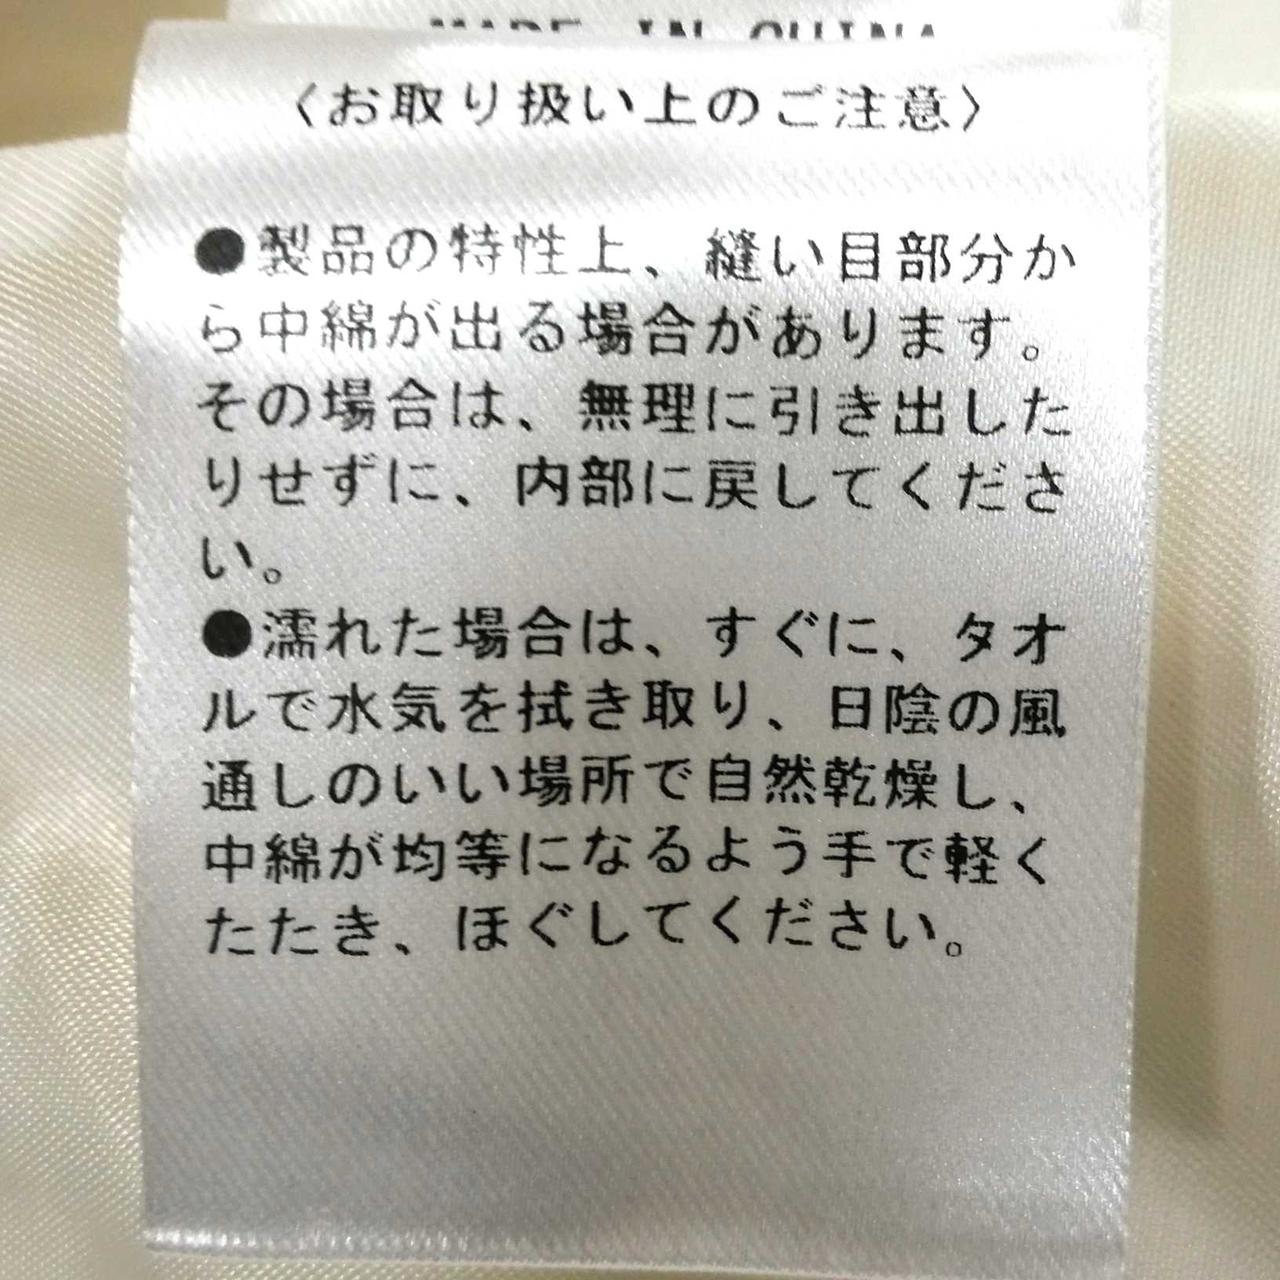 MADE IN CHINA
〈お取り扱い上のご注意〉
●製品の特性上、縫い目部分か
ら中綿が出る場合があります。
その場合は、無理に引き出した
りせずに、内部に戻してくださ
い。
●濡れた場合は、すぐに、タオ
ルで水気を拭き取り、日陰の風
通しのいい場所で自然乾燥し、
中綿が均等になるよう手で軽く
たたき、ほぐしてください。